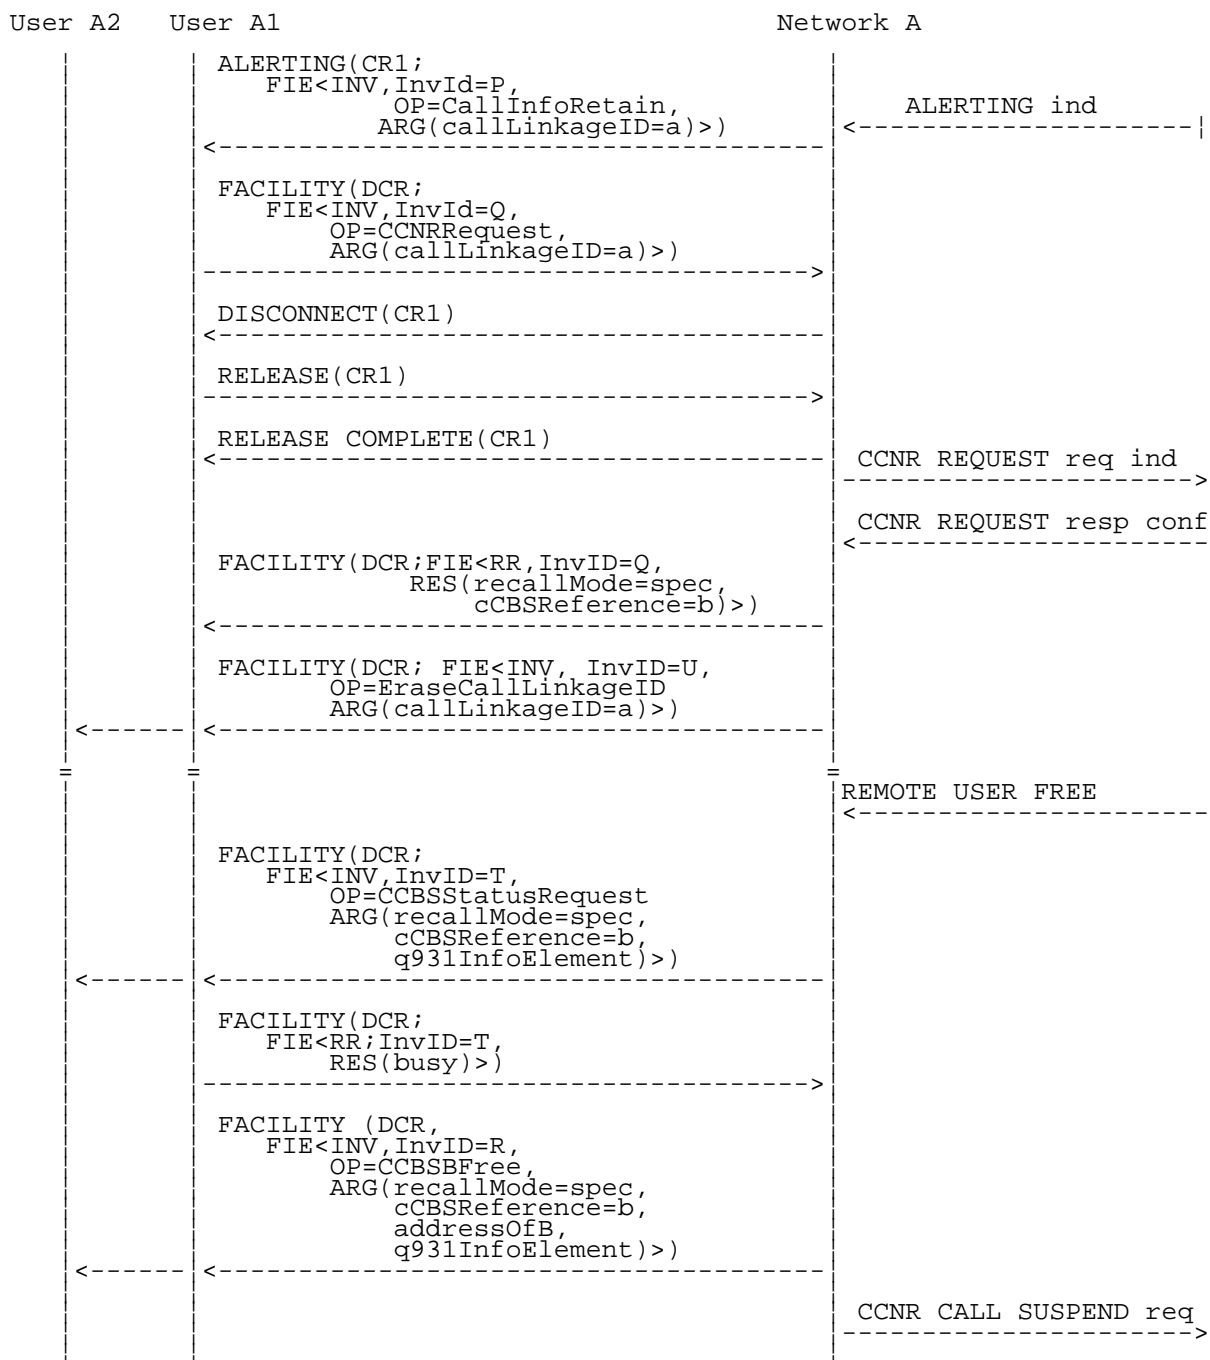 User A2 User A1 Network A
ALERTING(CR1;
FIE<INV,InvId=P,
OP=CallInfoRetain,
ALERTING ind
ARG(callLinkageID=a)>)
FACILITY(DCR;
FIE<INV,InvId=Q,
OP=CCNRRequest,
ARG(callLinkageID=a)>)
DISCONNECT(CR1)
RELEASE(CR1)
RELEASE COMPLETE(CR1)
CCNR REQUEST req ind
CCNR REQUEST resp conf
FACILITY(DCR;FIE<RR,InvID=Q,
RES(recallMode=spec,
cCBSReference=b)>)
FACILITY(DCR; FIE<INV, InvID=U,
OP=EraseCallLinkageID
ARG(callLinkageID=a)>)
REMOTE USER FREE
FACILITY(DCR;
FIE<INV,InvID=T,
OP=CCBSStatusRequest
ARG(recallMode=spec,
cCBSReference=b,
q931InfoElement)>)
FACILITY(DCR;
FIE<RR;InvID=T,
RES(busy)>)
FACILITY (DCR,
FIE<INV,InvID=R,
OP=CCBSBFree,
ARG(recallMode=spec,
cCBSReference=b,
addressOfB,
q931InfoElement)>)
CCNR CALL SUSPEND req